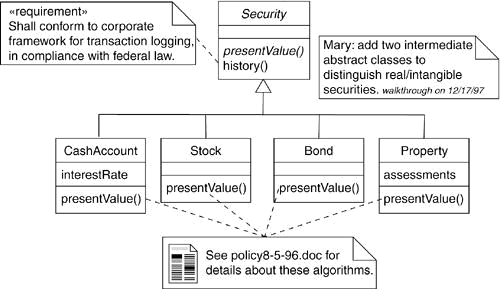 «requirement»
Shall conform to corporate
framework for transaction logging,
in compliance with federal law.
Security
presentValue()
history()
Mary: add two intermediate
abstract classes to
distinguish real/intangible
securities. walkthrough on 12/17/97
CashAccount
interestRate
presentValue()
Stock
presentValue()
Bond
presentValue()
Property
assessments
presentValue()
See policy8-5-96.doc for
details about these algorithms.